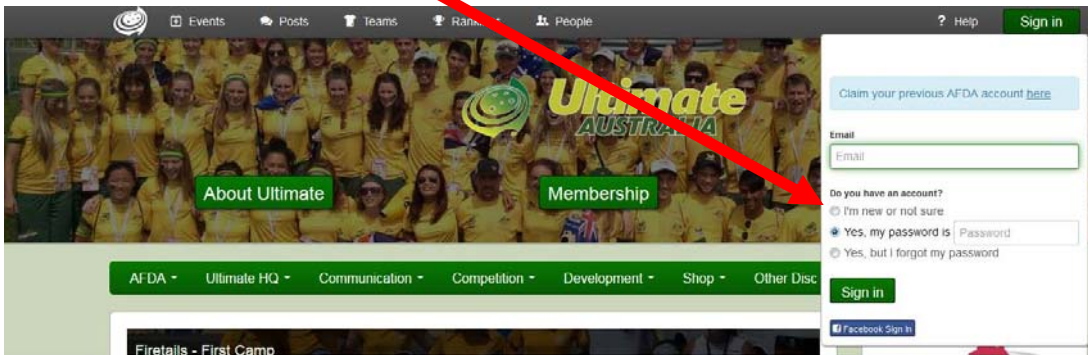 Events Posts Teams Rankings People ? Help Sign in
Claim your previous AFDA account here
Ultimate
AUSTRALIA
Email
Email
About Ultimate Membership
Do you have an account?
I'm new or not sure
Yes, my password is Password
Yes, but I forgot my password
AFDA Ultimate HQ Communication Competition Development Shop Other Disc
Sign in
Facebook Sign In
Firetails - First Camp